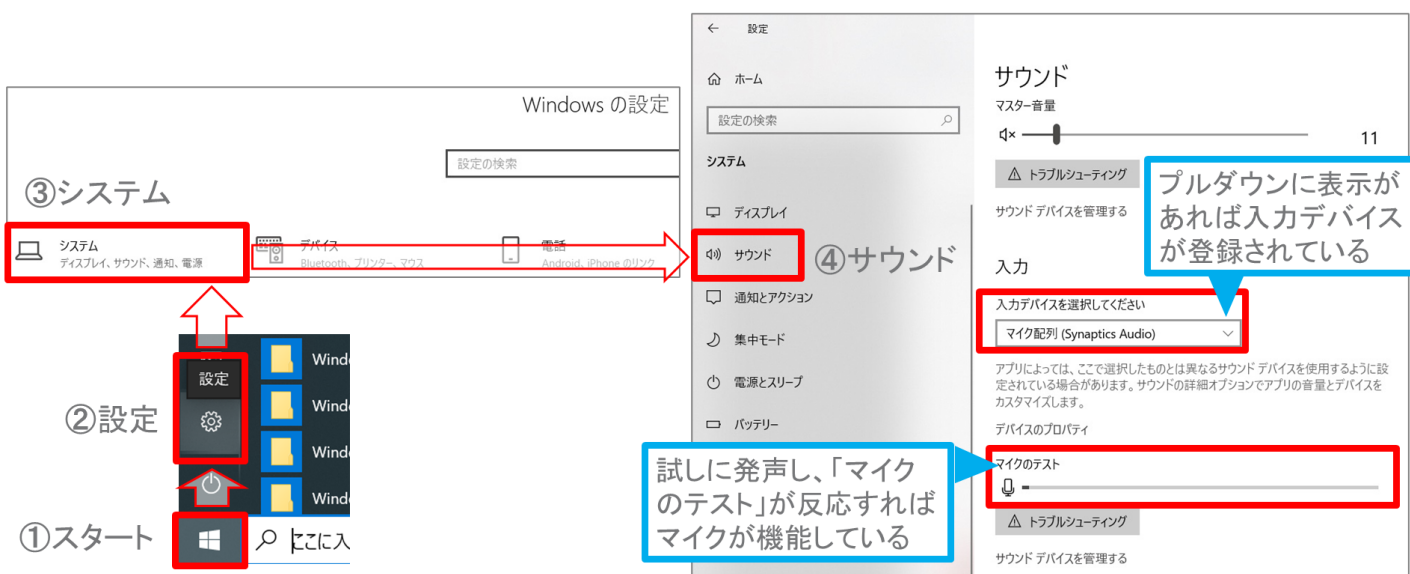 Windows の設定
設定の検索
③システム
システム
ディスプレイ、サウンド、通知、電源
デバイス
Bluetooth、プリンター、マウス
電話
Android、iPhone のリンク
設定
②設定
Wind
Wind
Wind
Wind
①スタート
ここに入
← 設定
ホーム
設定の検索
システム
ディスプレイ
サウンド
④サウンド
通知とアクション
集中モード
電源とスリープ
バッテリー
試しに発声し、「マイク
のテスト」が反応すれば
マイクが機能している
サウンド
マスター音量
11
トラブルシューティング
サウンド デバイスを管理する
プルダウンに表示が
あれば入力デバイス
が登録されている
入力
入力デバイスを選択してください
マイク配列 (Synaptics Audio)
アプリによっては、ここで選択したものとは異なるサウンド デバイスを使用するように設
定されている場合があります。サウンドの詳細オプションでアプリの音量とデバイスを
カスタマイズします。
デバイスのプロパティ
マイクのテスト
トラブルシューティング
サウンド デバイスを管理する